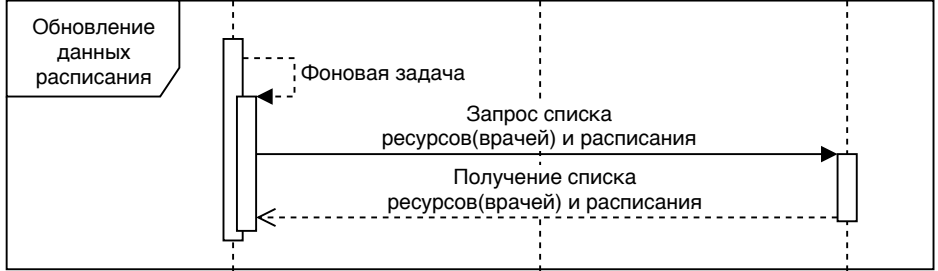 Обновление
данных
расписания
Фоновая задача
Запрос списка
ресурсов(врачей) и расписания
Получение списка
ресурсов(врачей) и расписания